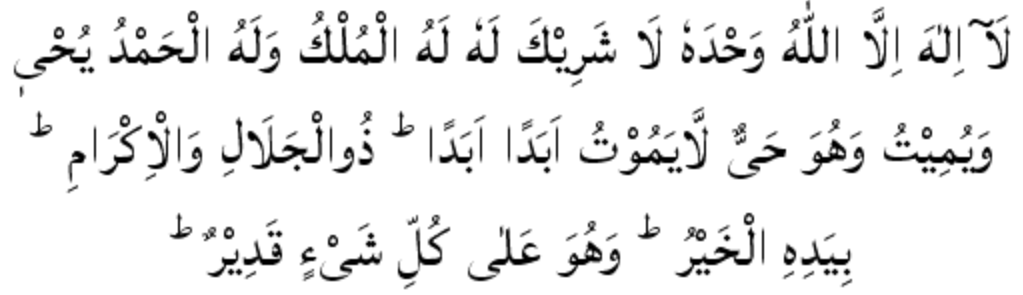 لَآ اِلٰهَ اِلَّا اللّٰهُ وَحْدَهٗ لَا شَرِيْكَ لَهٗ لَهُ الْمُلْكُ وَلَهُ الْحَمْدُ يُحْىٖ
وَيُمِيْتُ وَهُوَ حَىٌّ لَّايَمُوْتُ اَبَدًا اَبَدًا ؕ ذُوالْجَلَالِ وَالْاِكْرَامِ ؕ
بِيَدِهِ الْخَيْرُ ؕ وَهُوَ عَلٰى كُلِّ شَىْءٍ قَدِيْرٌ ؕ